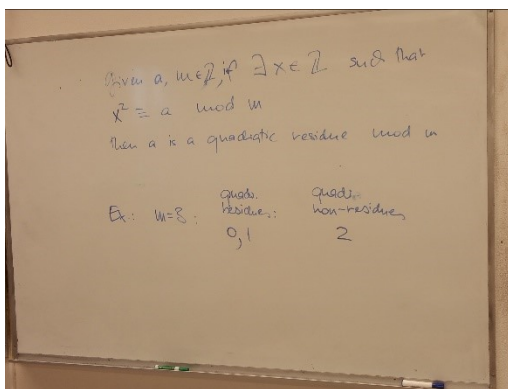 Given a, m ∈ ℤ, if ∃ x ∈ ℤ such that
x² ≡ a mod m
then a is a quadratic residue mod m
Ex: m=3: quadr. residues: quadr. non-residues
0,1 2